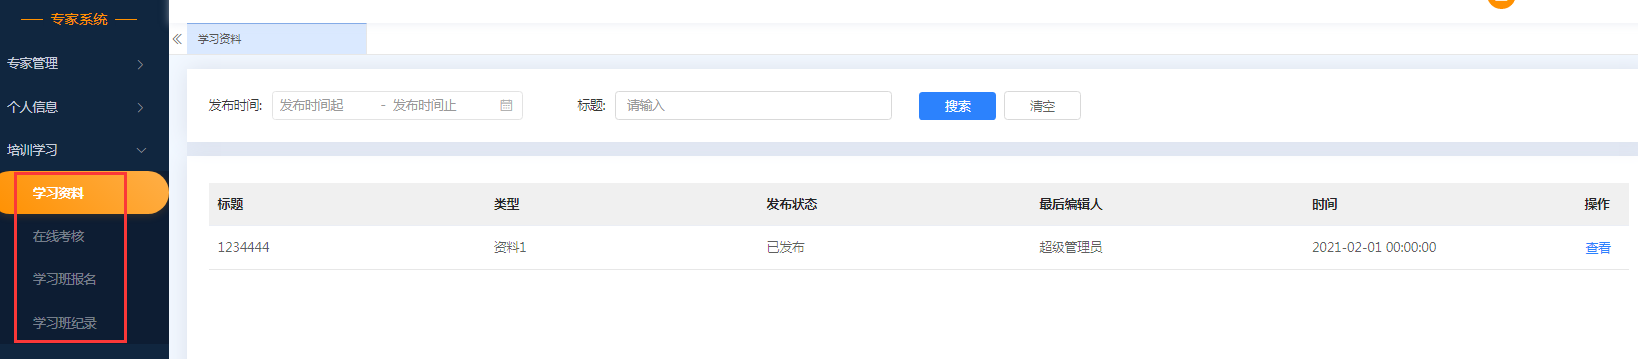 专家系统
专家管理
个人信息
培训学习
学习资料
在线考核
学习班报名
学习班纪录
学习资料
发布时间: 发布时间起 - 发布时间止 标题: 请输入 搜索 清空
标题 类型 发布状态 最后编辑人 时间 操作
1234444 资料1 已发布 超级管理员 2021-02-01 00:00:00 查看